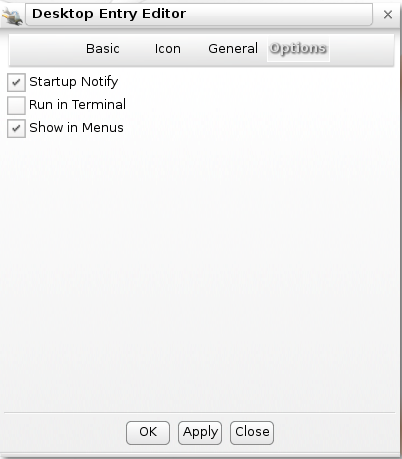 Desktop Entry Editor
Basic Icon General Options
Startup Notify
Run in Terminal
Show in Menus
OK Apply Close